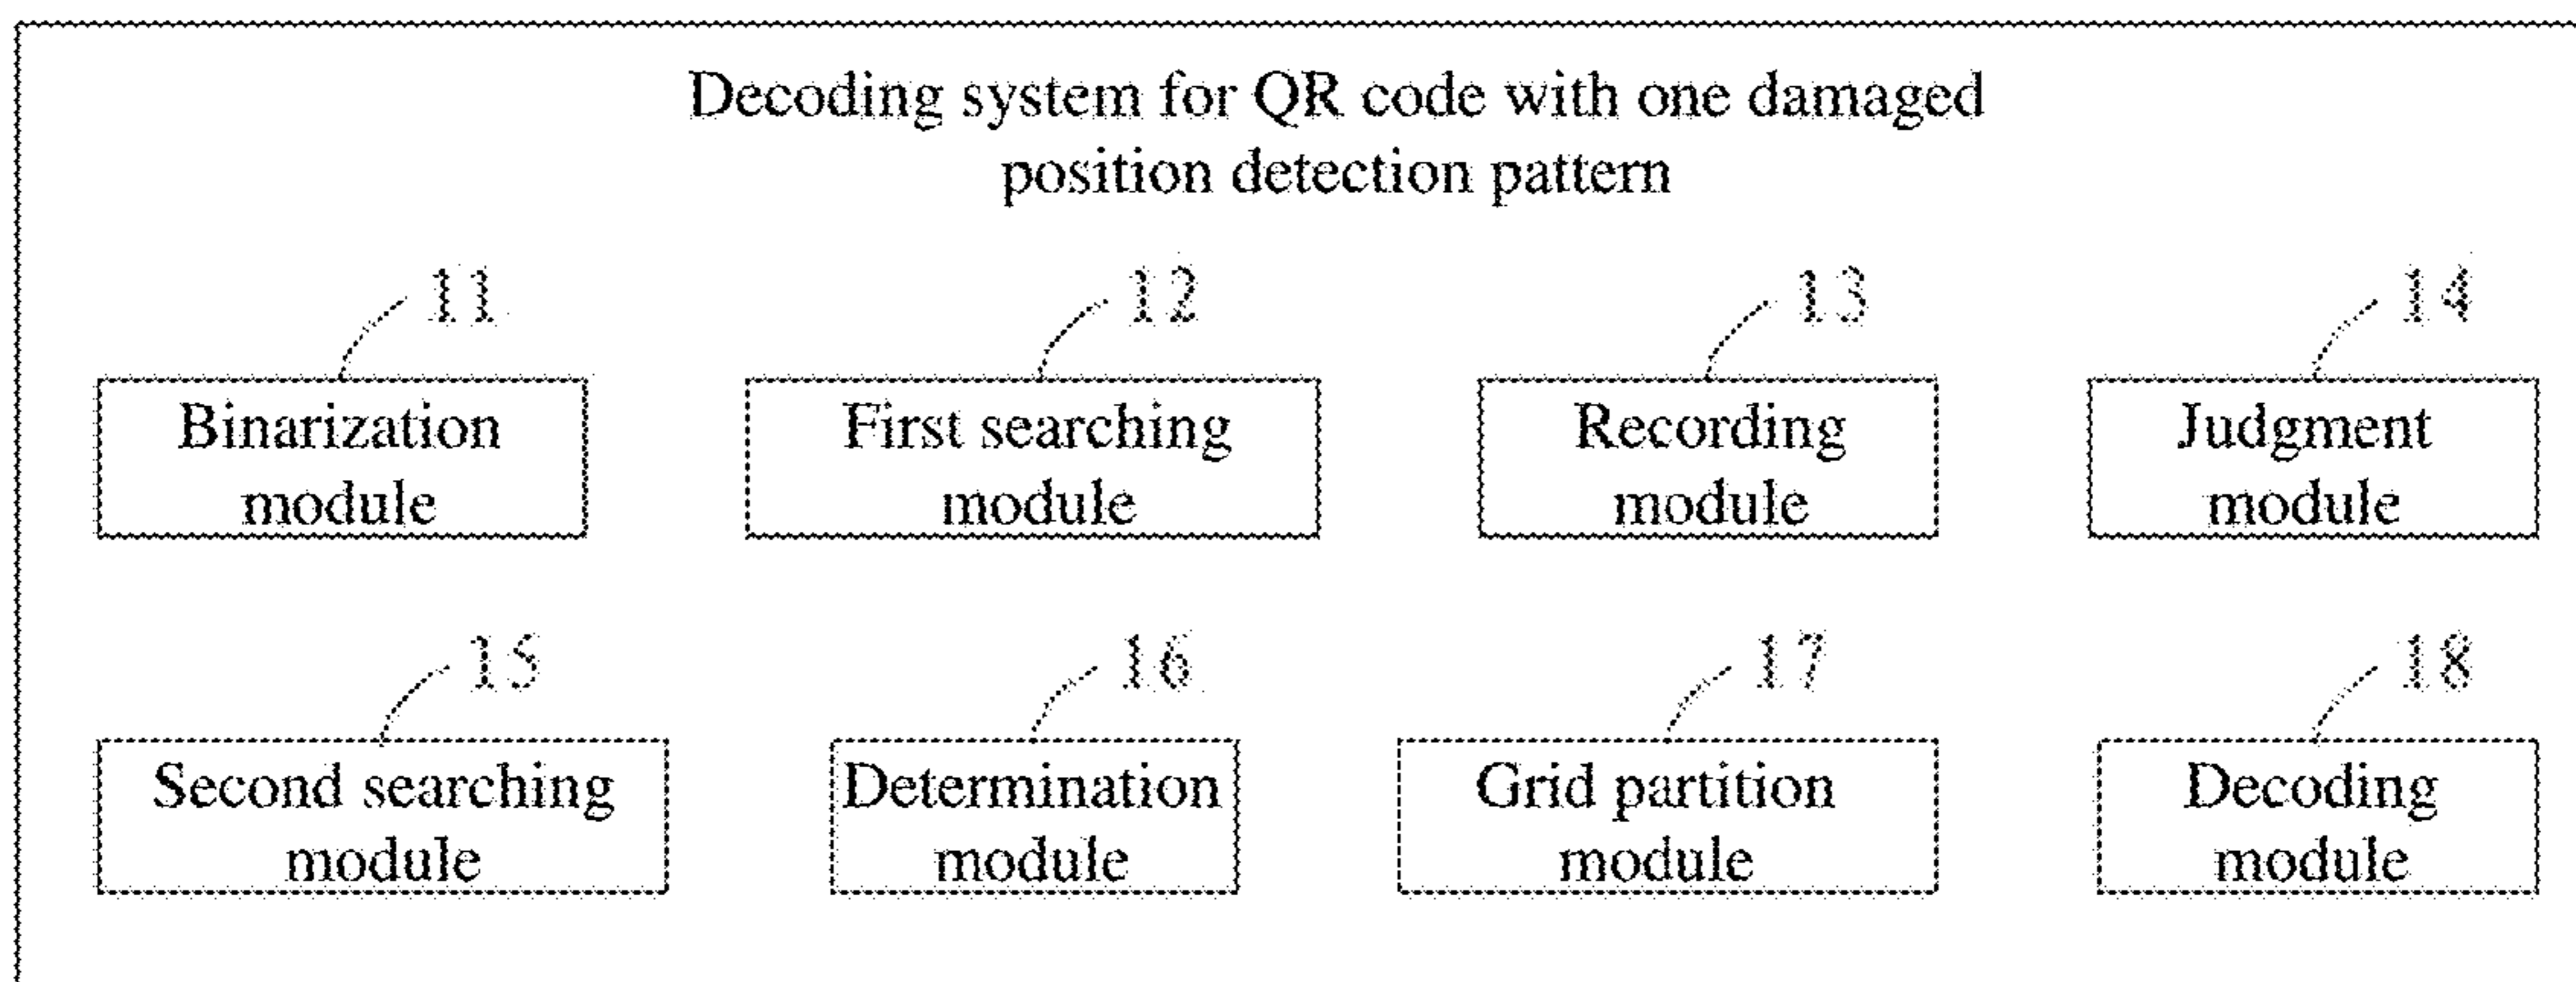 Decoding system for QR code with one damaged
position detection pattern
11
12
13
14
Binarization
module
First searching
module
Recording
module
Judgment
module
15
16
17
18
Second searching
module
Determination
module
Grid partition
module
Decoding
module